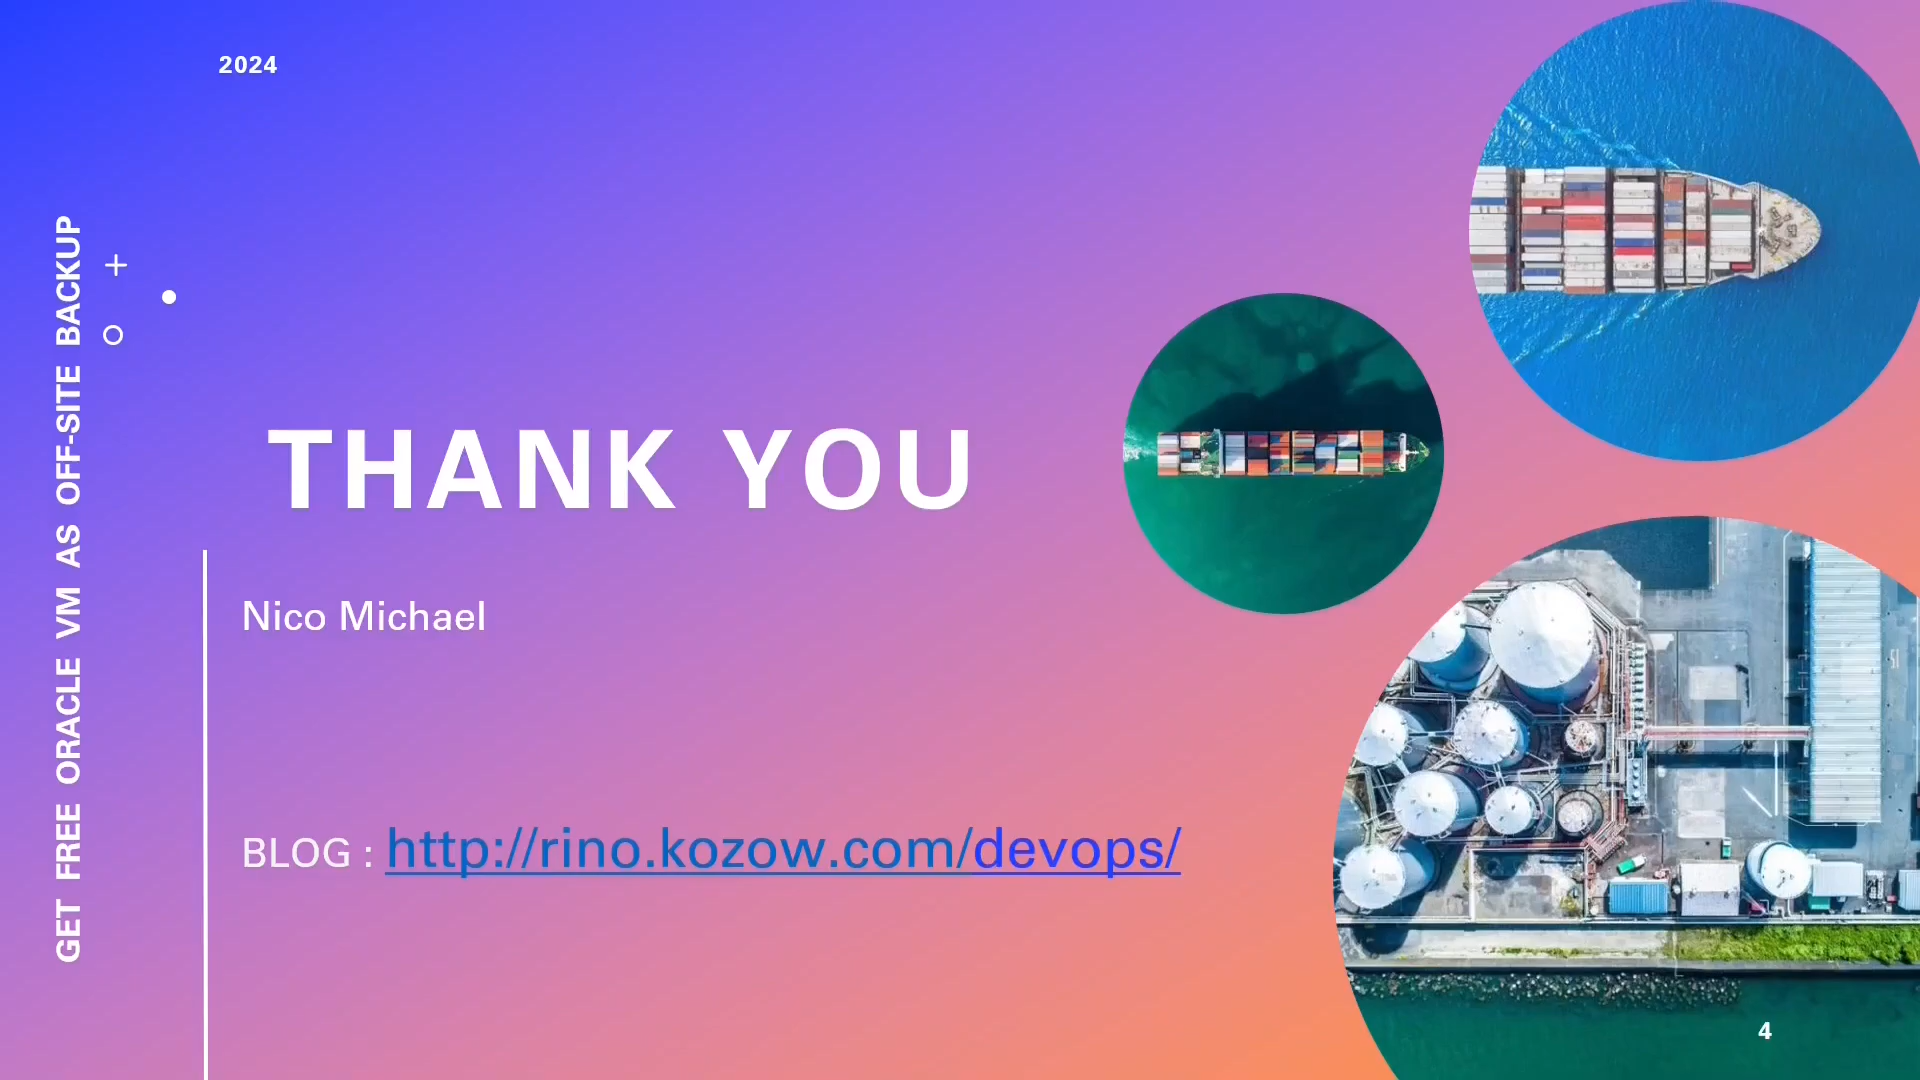 2024
GET FREE ORACLE VM AS OFF-SITE BACKUP
THANK YOU
Nico Michael
BLOG : http://rino.kozow.com/devops/
4